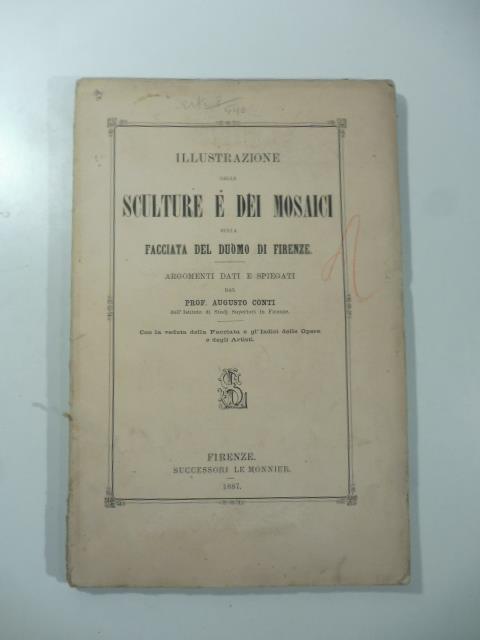 ILLUSTRAZIONE
DELLE
SCULTURE E DEI MOSAICI
SULLA
FACCIATA DEL DUOMO DI FIRENZE.
ARGOMENTI DATI E SPIEGATI
DAL
PROF. AUGUSTO CONTI
dell'Istituto di Studj Superiori in Firenze.
Con la veduta della Facciata e gl'Indici delle Opere
e degli Artisti.
FIRENZE.
SUCCESSORI LE MONNIER.
1887.